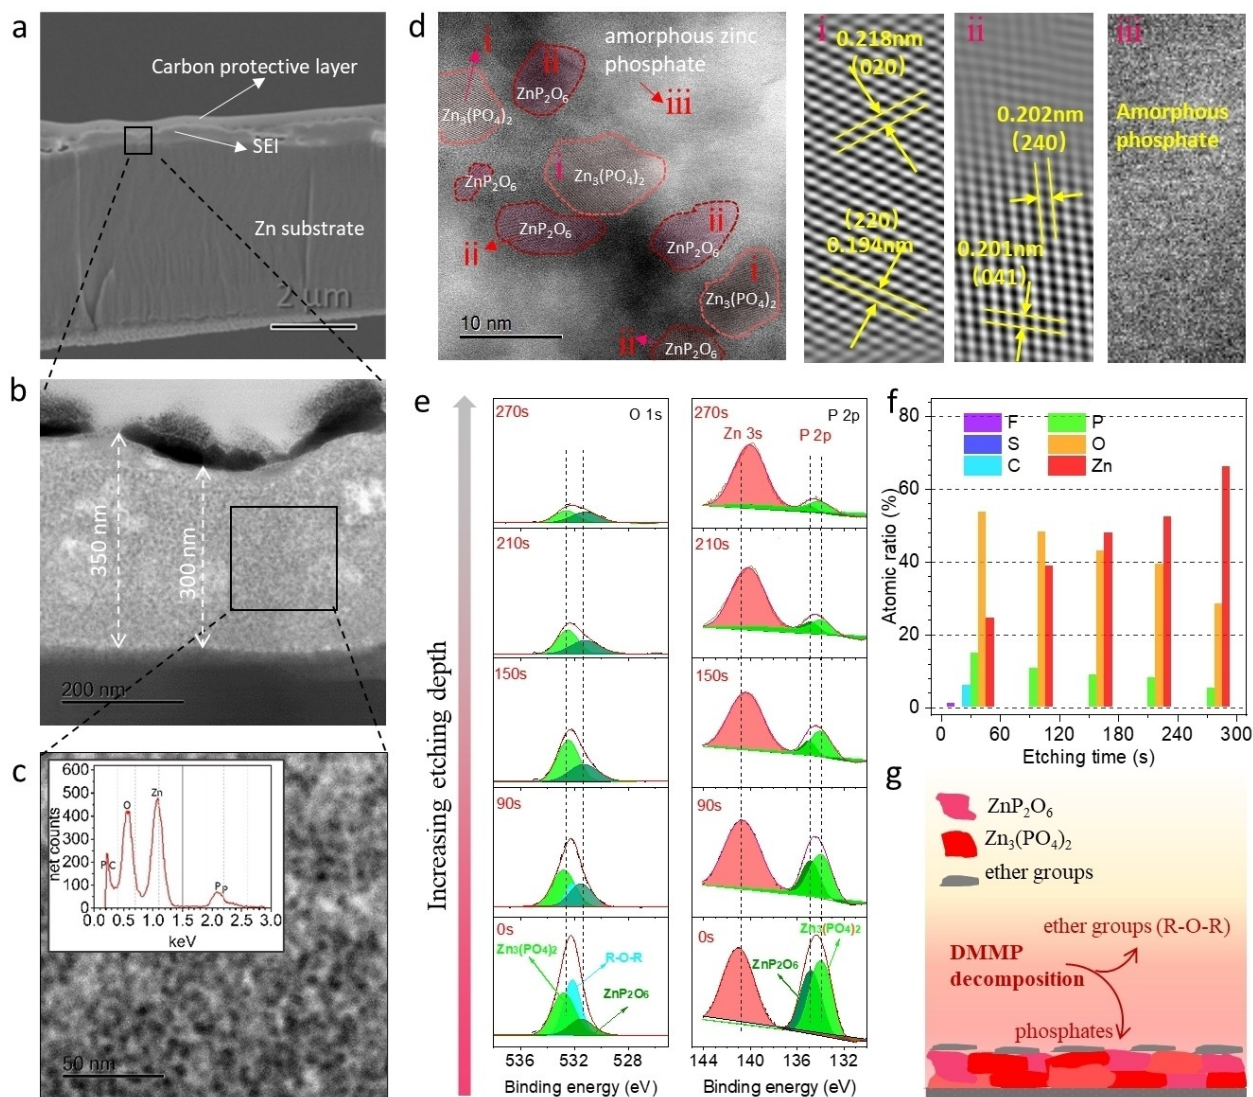 a
Carbon protective layer
SEI
Zn substrate
2 μm
b
350 nm
300 nm
200 nm
c
600
500
400
300
200
100
0
net counts
P C
O
Zn
P P
0.0 0.5 1.0 1.5 2.0 2.5 3.0
keV
50 nm
d
i
ii
amorphous zinc
phosphate
iii
ZnP₂O₆
Zn₃(PO₄)₂
i
Zn₃(PO₄)₂
ZnP₂O₆
ZnP₂O₆
ii
ii
ZnP₂O₆
i
Zn₃(PO₄)₂
10 nm
ii
ZnP₂O₆
i
0.218nm
(020)
(220)
0.194nm
ii
0.202nm
(240)
0.201nm
(041)
iii
Amorphous
phosphate
e
Increasing etching depth
270s
O 1s
210s
150s
90s
0s
Zn₃(PO₄)₂
R-O-R
ZnP₂O₆
536 532 528
Binding energy (eV)
270s
P 2p
Zn 3s
P 2p
210s
150s
90s
0s
Zn₃(PO₄)₂
ZnP₂O₆
144 140 136 132
Binding energy (eV)
f
80
60
40
20
0
Atomic ratio (%)
F
S
C
P
O
Zn
0 60 120 180 240 300
Etching time (s)
g
ZnP₂O₆
Zn₃(PO₄)₂
ether groups
ether groups (R-O-R)
DMMP
decomposition
phosphates